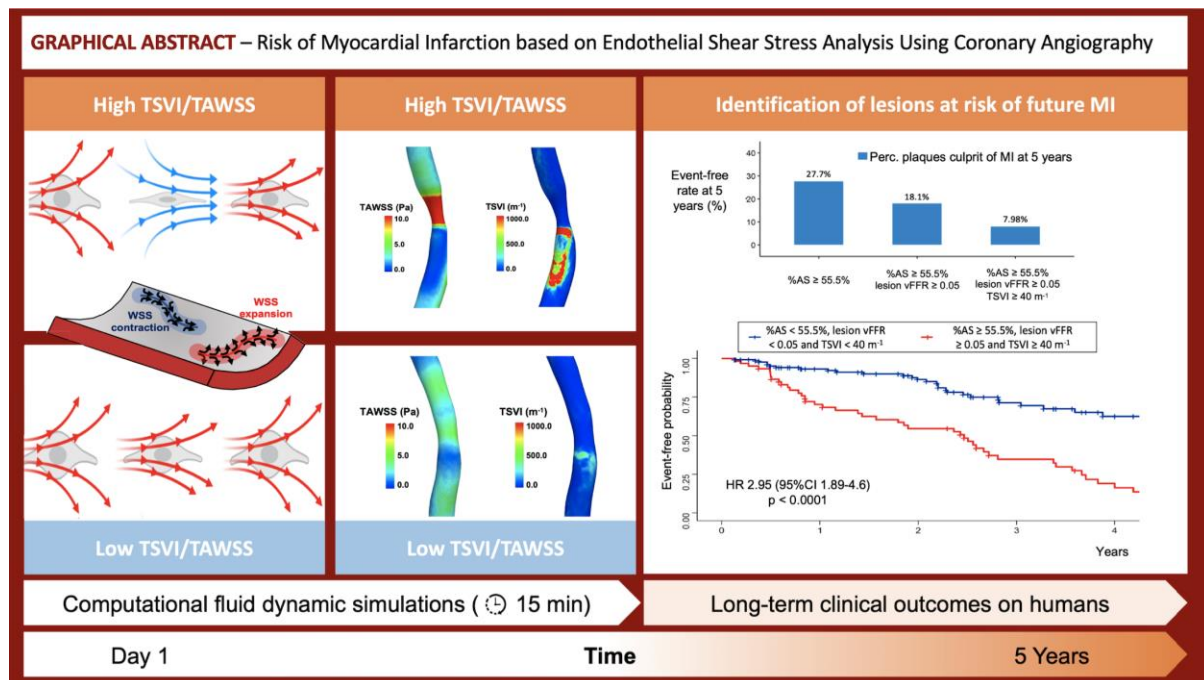 GRAPHICAL ABSTRACT – Risk of Myocardial Infarction based on Endothelial Shear Stress Analysis Using Coronary Angiography
High TSVI/TAWSS
WSS
contraction
WSS
expansion
Low TSVI/TAWSS
High TSVI/TAWSS
TAWSS (Pa)
10.0
5.0
0.0
TSVI (m⁻¹)
1000.0
500.0
0.0
TAWSS (Pa)
10.0
5.0
0.0
TSVI (m⁻¹)
1000.0
500.0
0.0
Low TSVI/TAWSS
Identification of lesions at risk of future MI
Perc. plaques culprit of MI at 5 years
Event-free
rate at 5
years (%)
40
30
20
10
0
27.7%
18.1%
7.98%
%AS ≥ 55.5%
%AS ≥ 55.5%
lesion vFFR ≥ 0.05
%AS ≥ 55.5%
lesion vFFR ≥ 0.05
TSVI ≥ 40 m⁻¹
%AS < 55.5%, lesion vFFR
< 0.05 and TSVI < 40 m⁻¹
%AS ≥ 55.5%, lesion vFFR
≥ 0.05 and TSVI ≥ 40 m⁻¹
Event-free probability
1.00
0.75
0.50
0.25
0.00
HR 2.95 (95%CI 1.89-4.6)
p < 0.0001
0 1 2 3 4
Years
Computational fluid dynamic simulations ( 15 min)
Long-term clinical outcomes on humans
Day 1
Time
5 Years